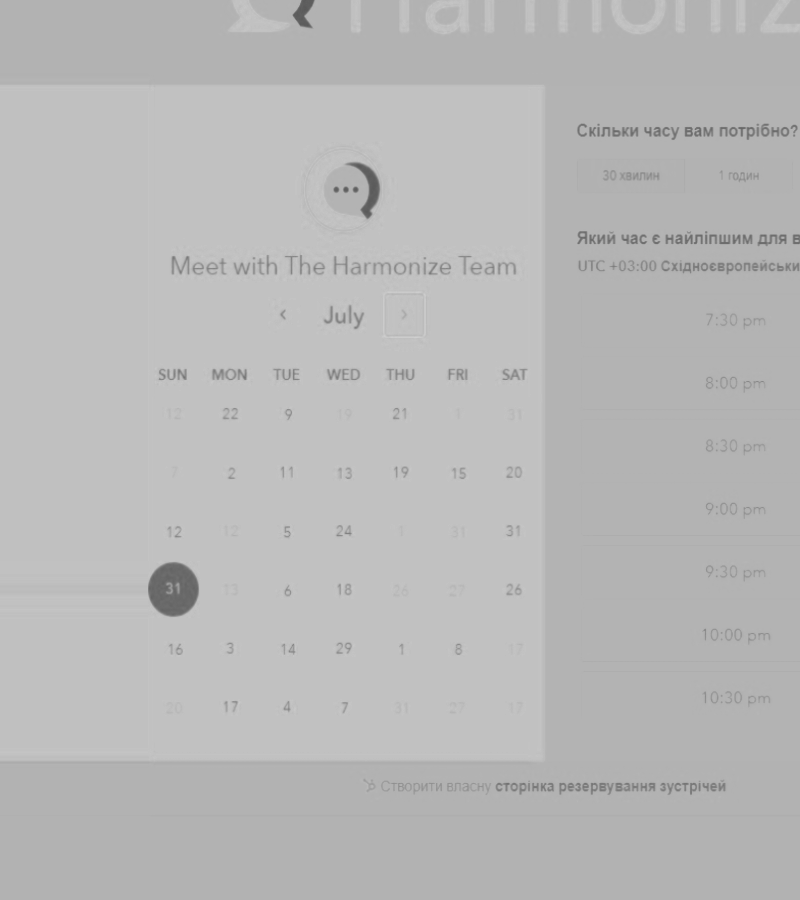 Harmoniz
Meet with The Harmonize Team
‹ July ›
SUN MON TUE WED THU FRI SAT
12 22 9 19 21 1 31
7 2 11 13 19 15 20
12 12 5 24 1 31 31
31 13 6 18 26 27 26
16 3 14 29 1 8 17
20 17 4 7 31 27 17
Скільки часу вам потрібно?
30 хвилин 1 годин
Який час є найліпшим для в
UTC +03:00 Східноєвропейськи
7:30 pm
8:00 pm
8:30 pm
9:00 pm
9:30 pm
10:00 pm
10:30 pm
Створити власну сторінка резервування зустрічей